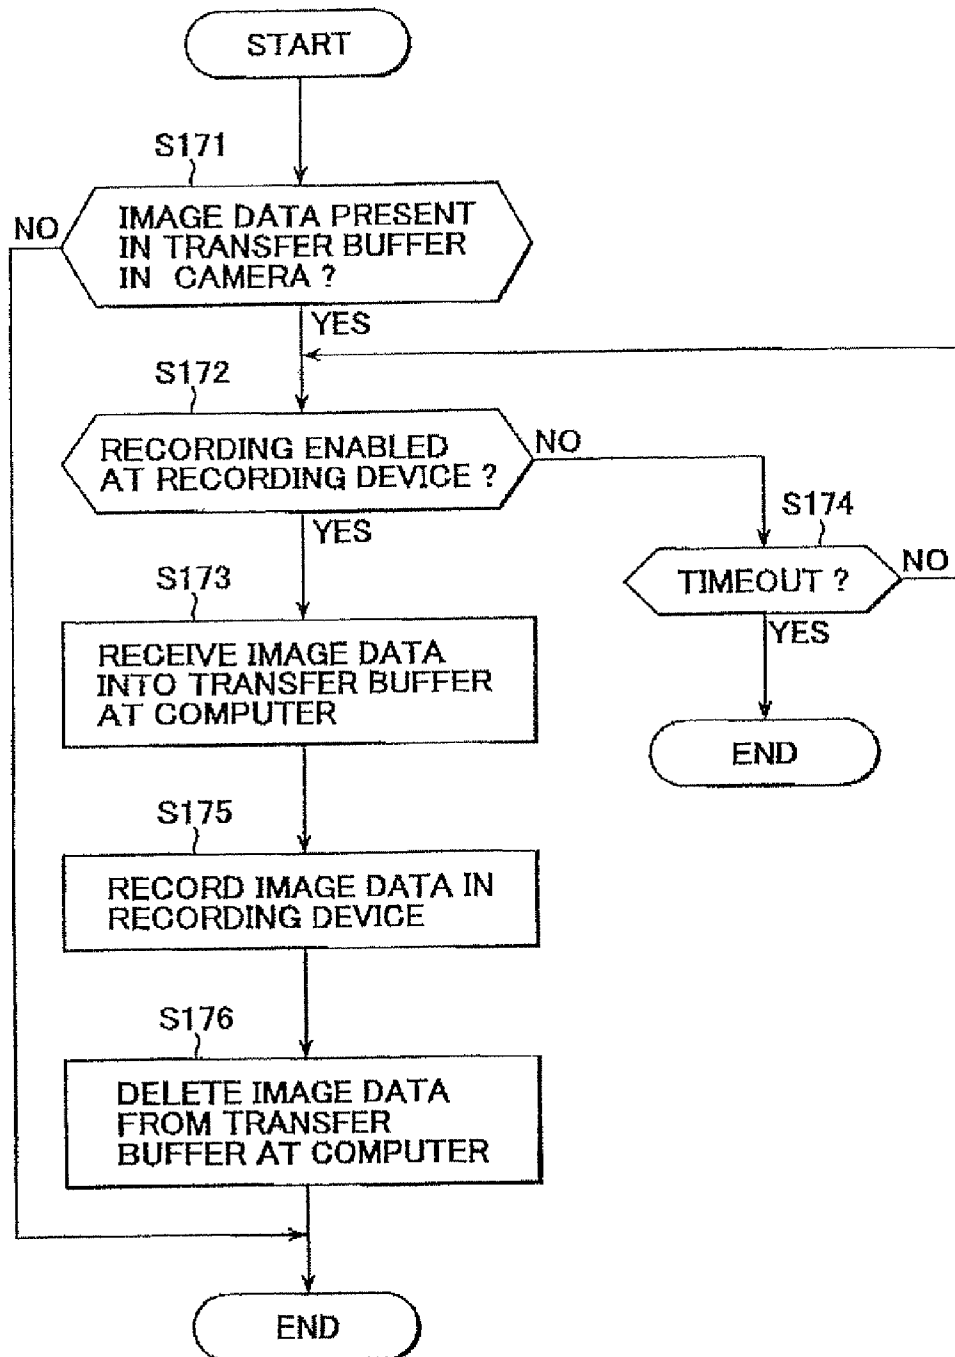 START
S171
NO
IMAGE DATA PRESENT
IN TRANSFER BUFFER
IN CAMERA ?
YES
S172
RECORDING ENABLED
AT RECORDING DEVICE ?
NO
YES
S174
TIMEOUT ?
NO
YES
END
S173
RECEIVE IMAGE DATA
INTO TRANSFER BUFFER
AT COMPUTER
S175
RECORD IMAGE DATA IN
RECORDING DEVICE
S176
DELETE IMAGE DATA
FROM TRANSFER
BUFFER AT COMPUTER
END